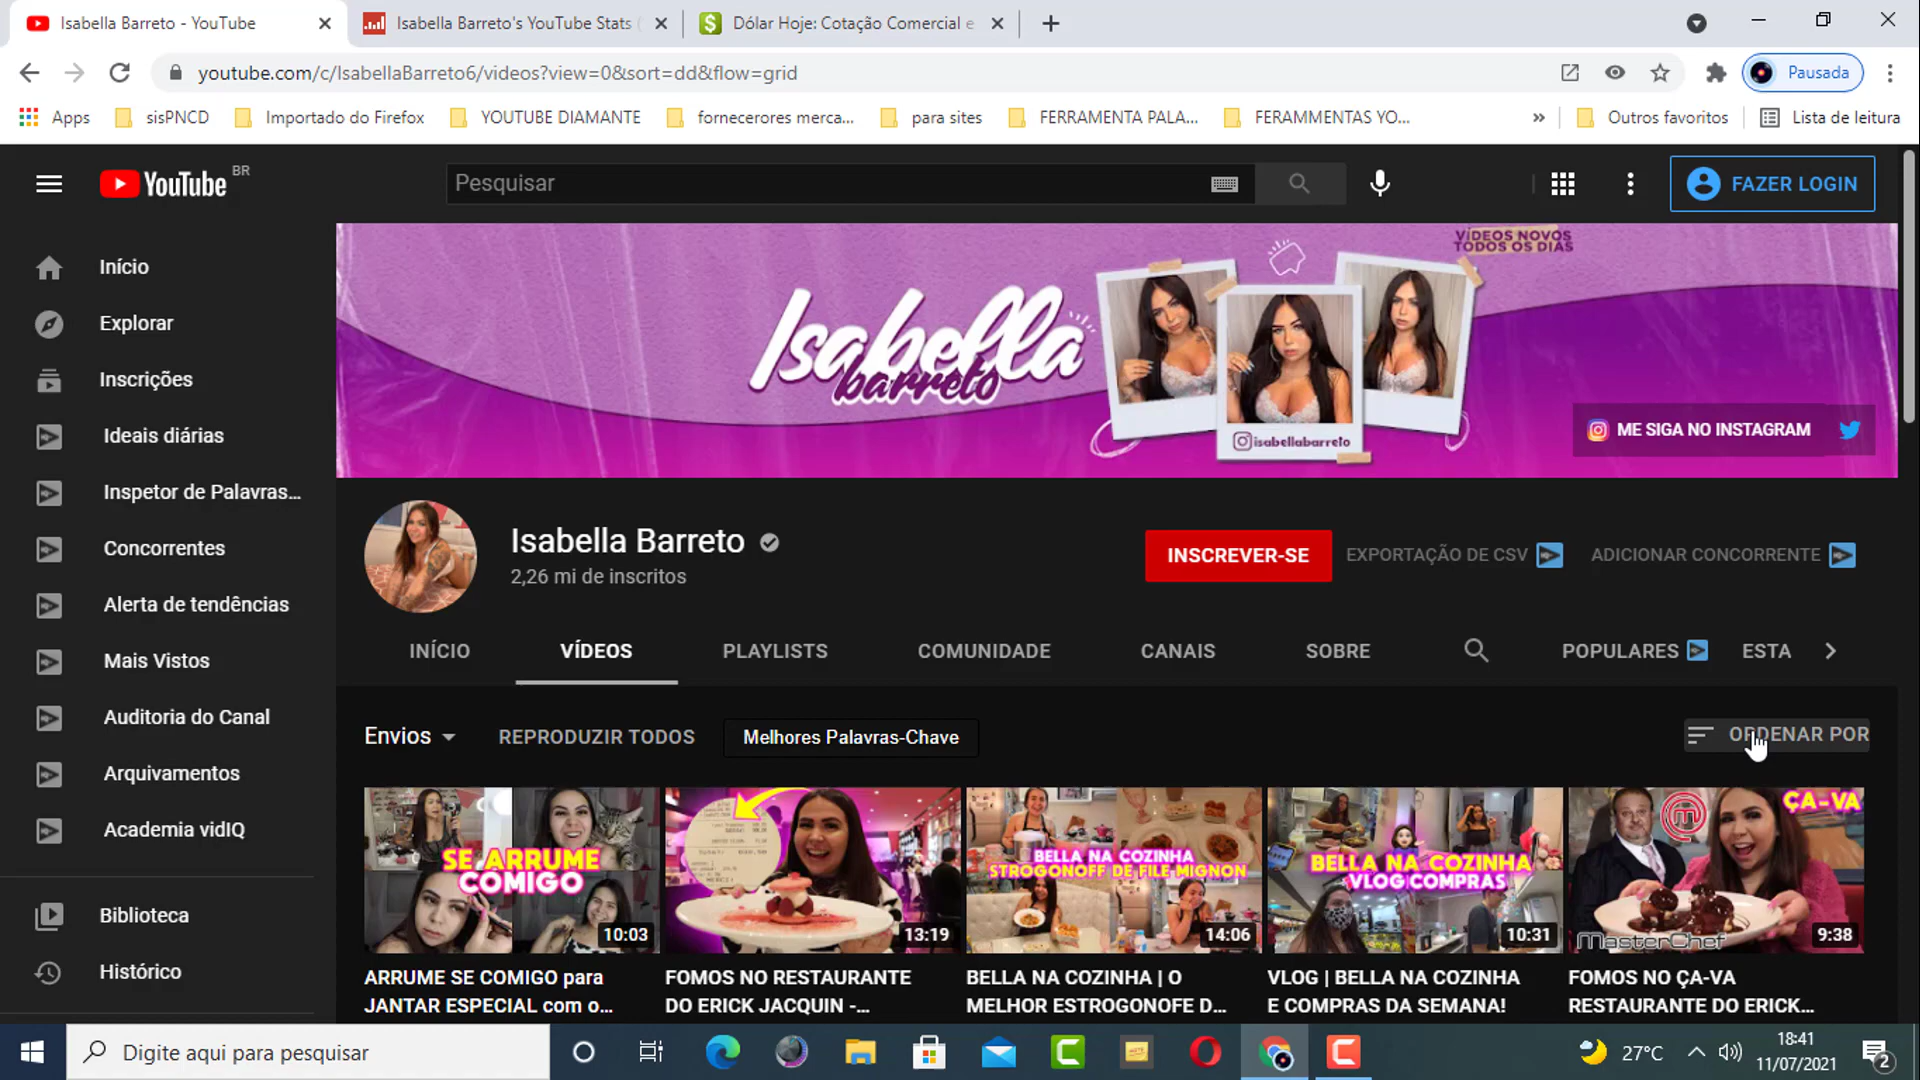 Isabella Barreto - YouTube
Isabella Barreto's YouTube Stats (
Dólar Hoje: Cotação Comercial e
youtube.com/c/IsabellaBarreto6/videos?view=0&sort=dd&flow=grid
Pausada
Apps
sisPNCD
Importado do Firefox
YOUTUBE DIAMANTE
fornecerores merca...
para sites
FERRAMENTA PALA...
FERAMMENTAS YO...
»
Outros favoritos
Lista de leitura
YouTube BR
Pesquisar
FAZER LOGIN
Início
Explorar
Inscrições
Ideais diárias
Inspetor de Palavras...
Concorrentes
Alerta de tendências
Mais Vistos
Auditoria do Canal
Arquivamentos
Academia vidIQ
Biblioteca
Histórico
VÍDEOS NOVOS
TODOS OS DIAS
Isabella
barreto
isabellabarreto
ME SIGA NO INSTAGRAM
Isabella Barreto
2,26 mi de inscritos
INSCREVER-SE
EXPORTAÇÃO DE CSV
ADICIONAR CONCORRENTE
INÍCIO
VÍDEOS
PLAYLISTS
COMUNIDADE
CANAIS
SOBRE
POPULARES
ESTA
Envios
REPRODUZIR TODOS
Melhores Palavras-Chave
ORDENAR POR
SE ARRUME
COMIGO
10:03
13:19
BELLA NA COZINHA
STROGONOFF DE FILE MIGNON
14:06
BELLA NA COZINHA
VLOG COMPRAS
10:31
ÇA-VA
MasterChef
9:38
ARRUME SE COMIGO para
JANTAR ESPECIAL com o...
FOMOS NO RESTAURANTE
DO ERICK JACQUIN -...
BELLA NA COZINHA | O
MELHOR ESTROGONOFE D...
VLOG | BELLA NA COZINHA
E COMPRAS DA SEMANA!
FOMOS NO ÇA-VA
RESTAURANTE DO ERICK...
Digite aqui para pesquisar
27°C
18:41
11/07/2021
2